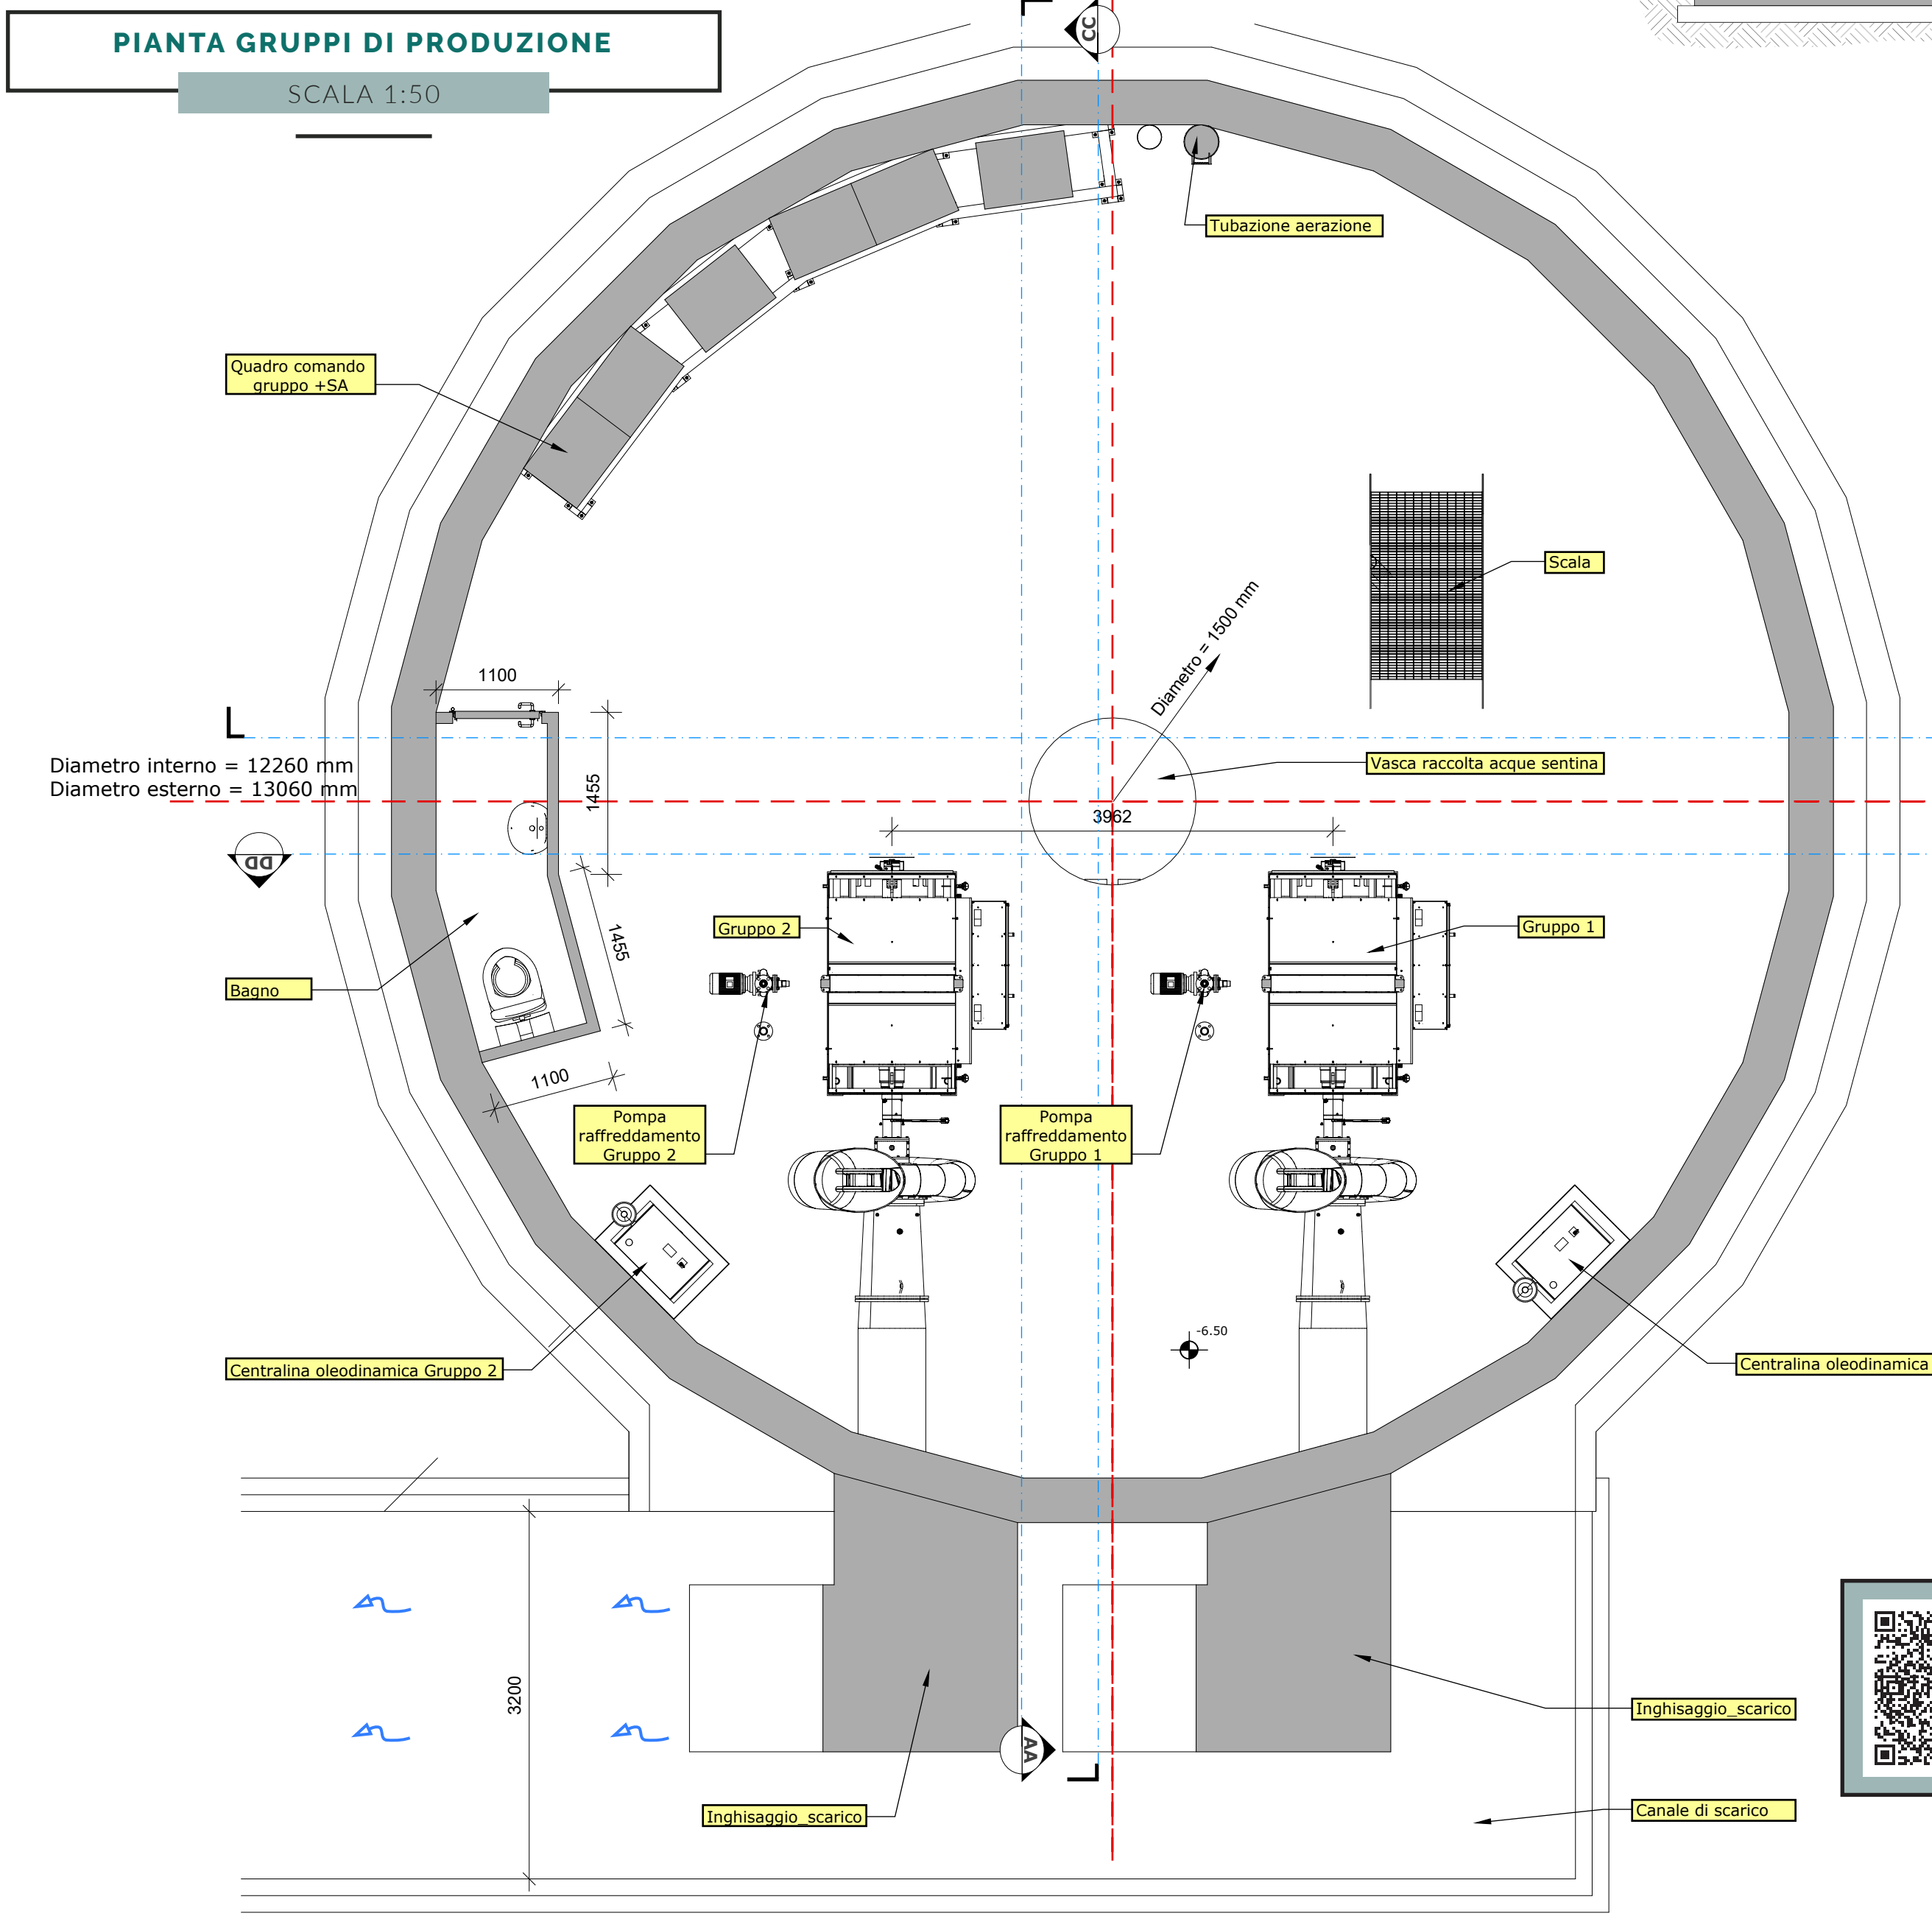 PIANTA GRUPPI DI PRODUZIONE
SCALA 1:50
CC
Tubazione aerazione
Quadro comando
gruppo +SA
Scala
Diametro = 1500 mm
1100
1455
Diametro interno = 12260 mm
Diametro esterno = 13060 mm
Vasca raccolta acque sentina
3962
DD
Gruppo 2
Gruppo 1
1455
Bagno
1100
Pompa
raffreddamento
Gruppo 2
Pompa
raffreddamento
Gruppo 1
-6.50
Centralina oleodinamica Gruppo 2
Centralina oleodinamica
3200
Inghisaggio_scarico
AA
Inghisaggio_scarico
Canale di scarico